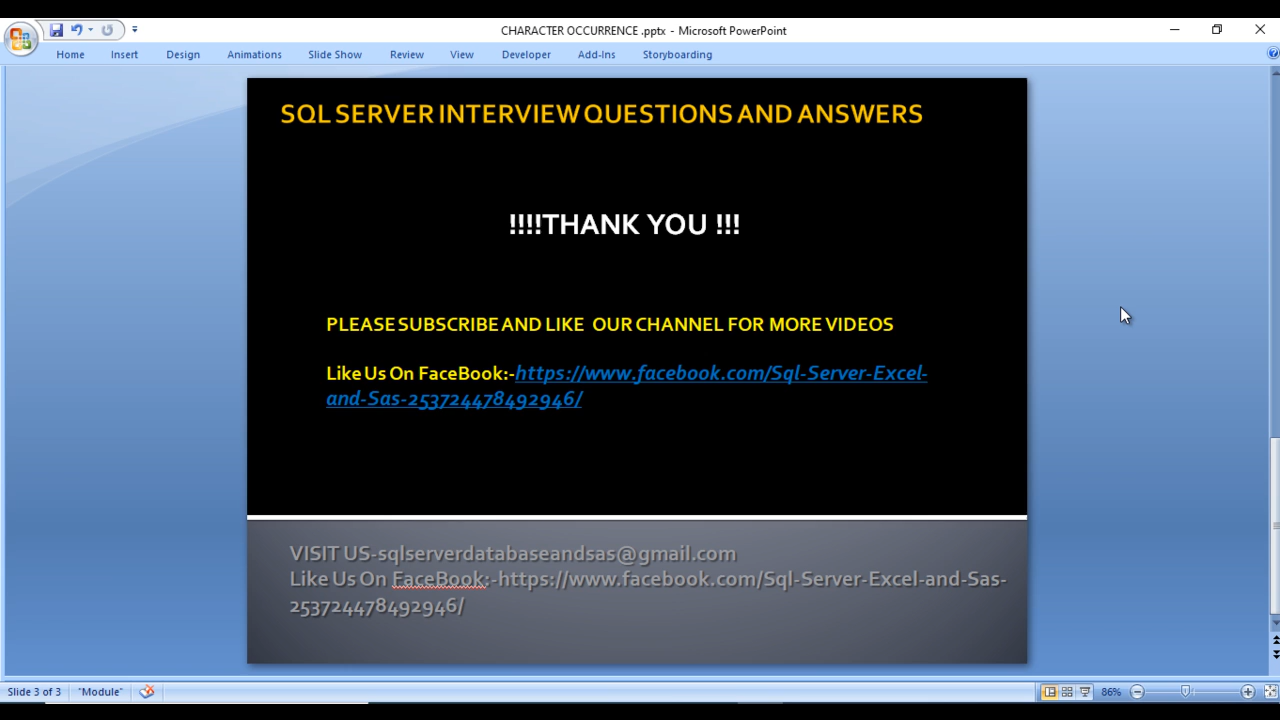 CHARACTER OCCURRENCE .pptx - Microsoft PowerPoint
Home Insert Design Animations Slide Show Review View Developer Add-Ins Storyboarding
SQL SERVER INTERVIEW QUESTIONS AND ANSWERS
!!!!THANK YOU !!!
PLEASE SUBSCRIBE AND LIKE OUR CHANNEL FOR MORE VIDEOS
Like Us On FaceBook:-https://www.facebook.com/Sql-Server-Excel-
and-Sas-253724478492946/
VISIT US-sqlserverdatabaseandsas@gmail.com
Like Us On FaceBook:-https://www.facebook.com/Sql-Server-Excel-and-Sas-
253724478492946/
Slide 3 of 3 "Module" 86%